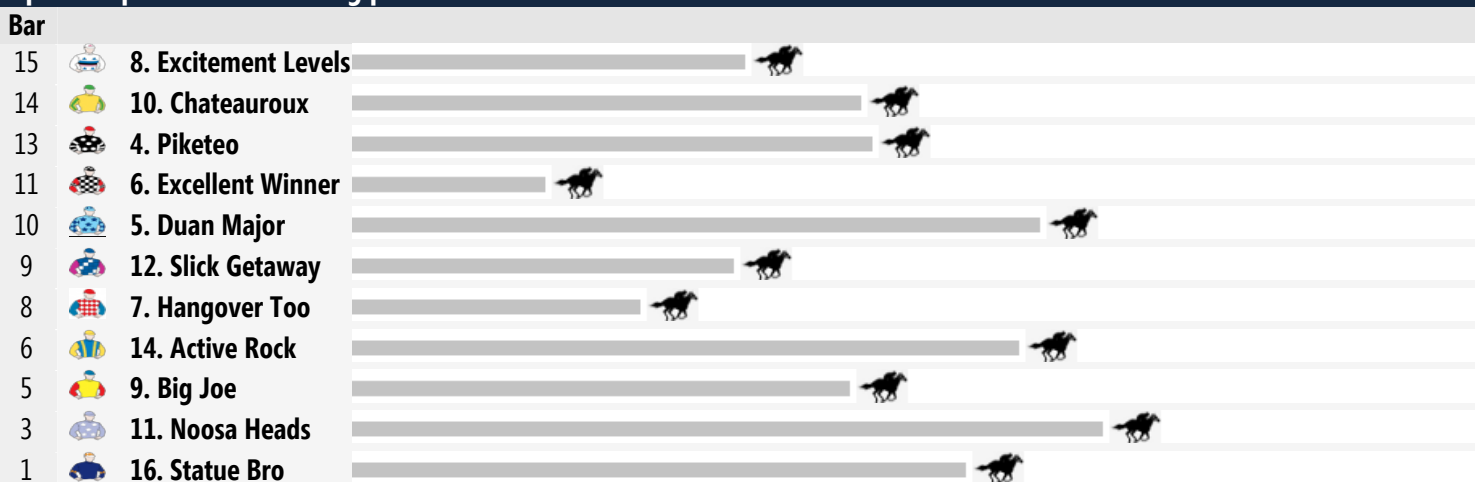 Bar
15 8. Excitement Levels
14 10. Chateauroux
13 4. Piketeo
11 6. Excellent Winner
10 5. Duan Major
9 12. Slick Getaway
8 7. Hangover Too
6 14. Active Rock
5 9. Big Joe
3 11. Noosa Heads
1 16. Statue Bro